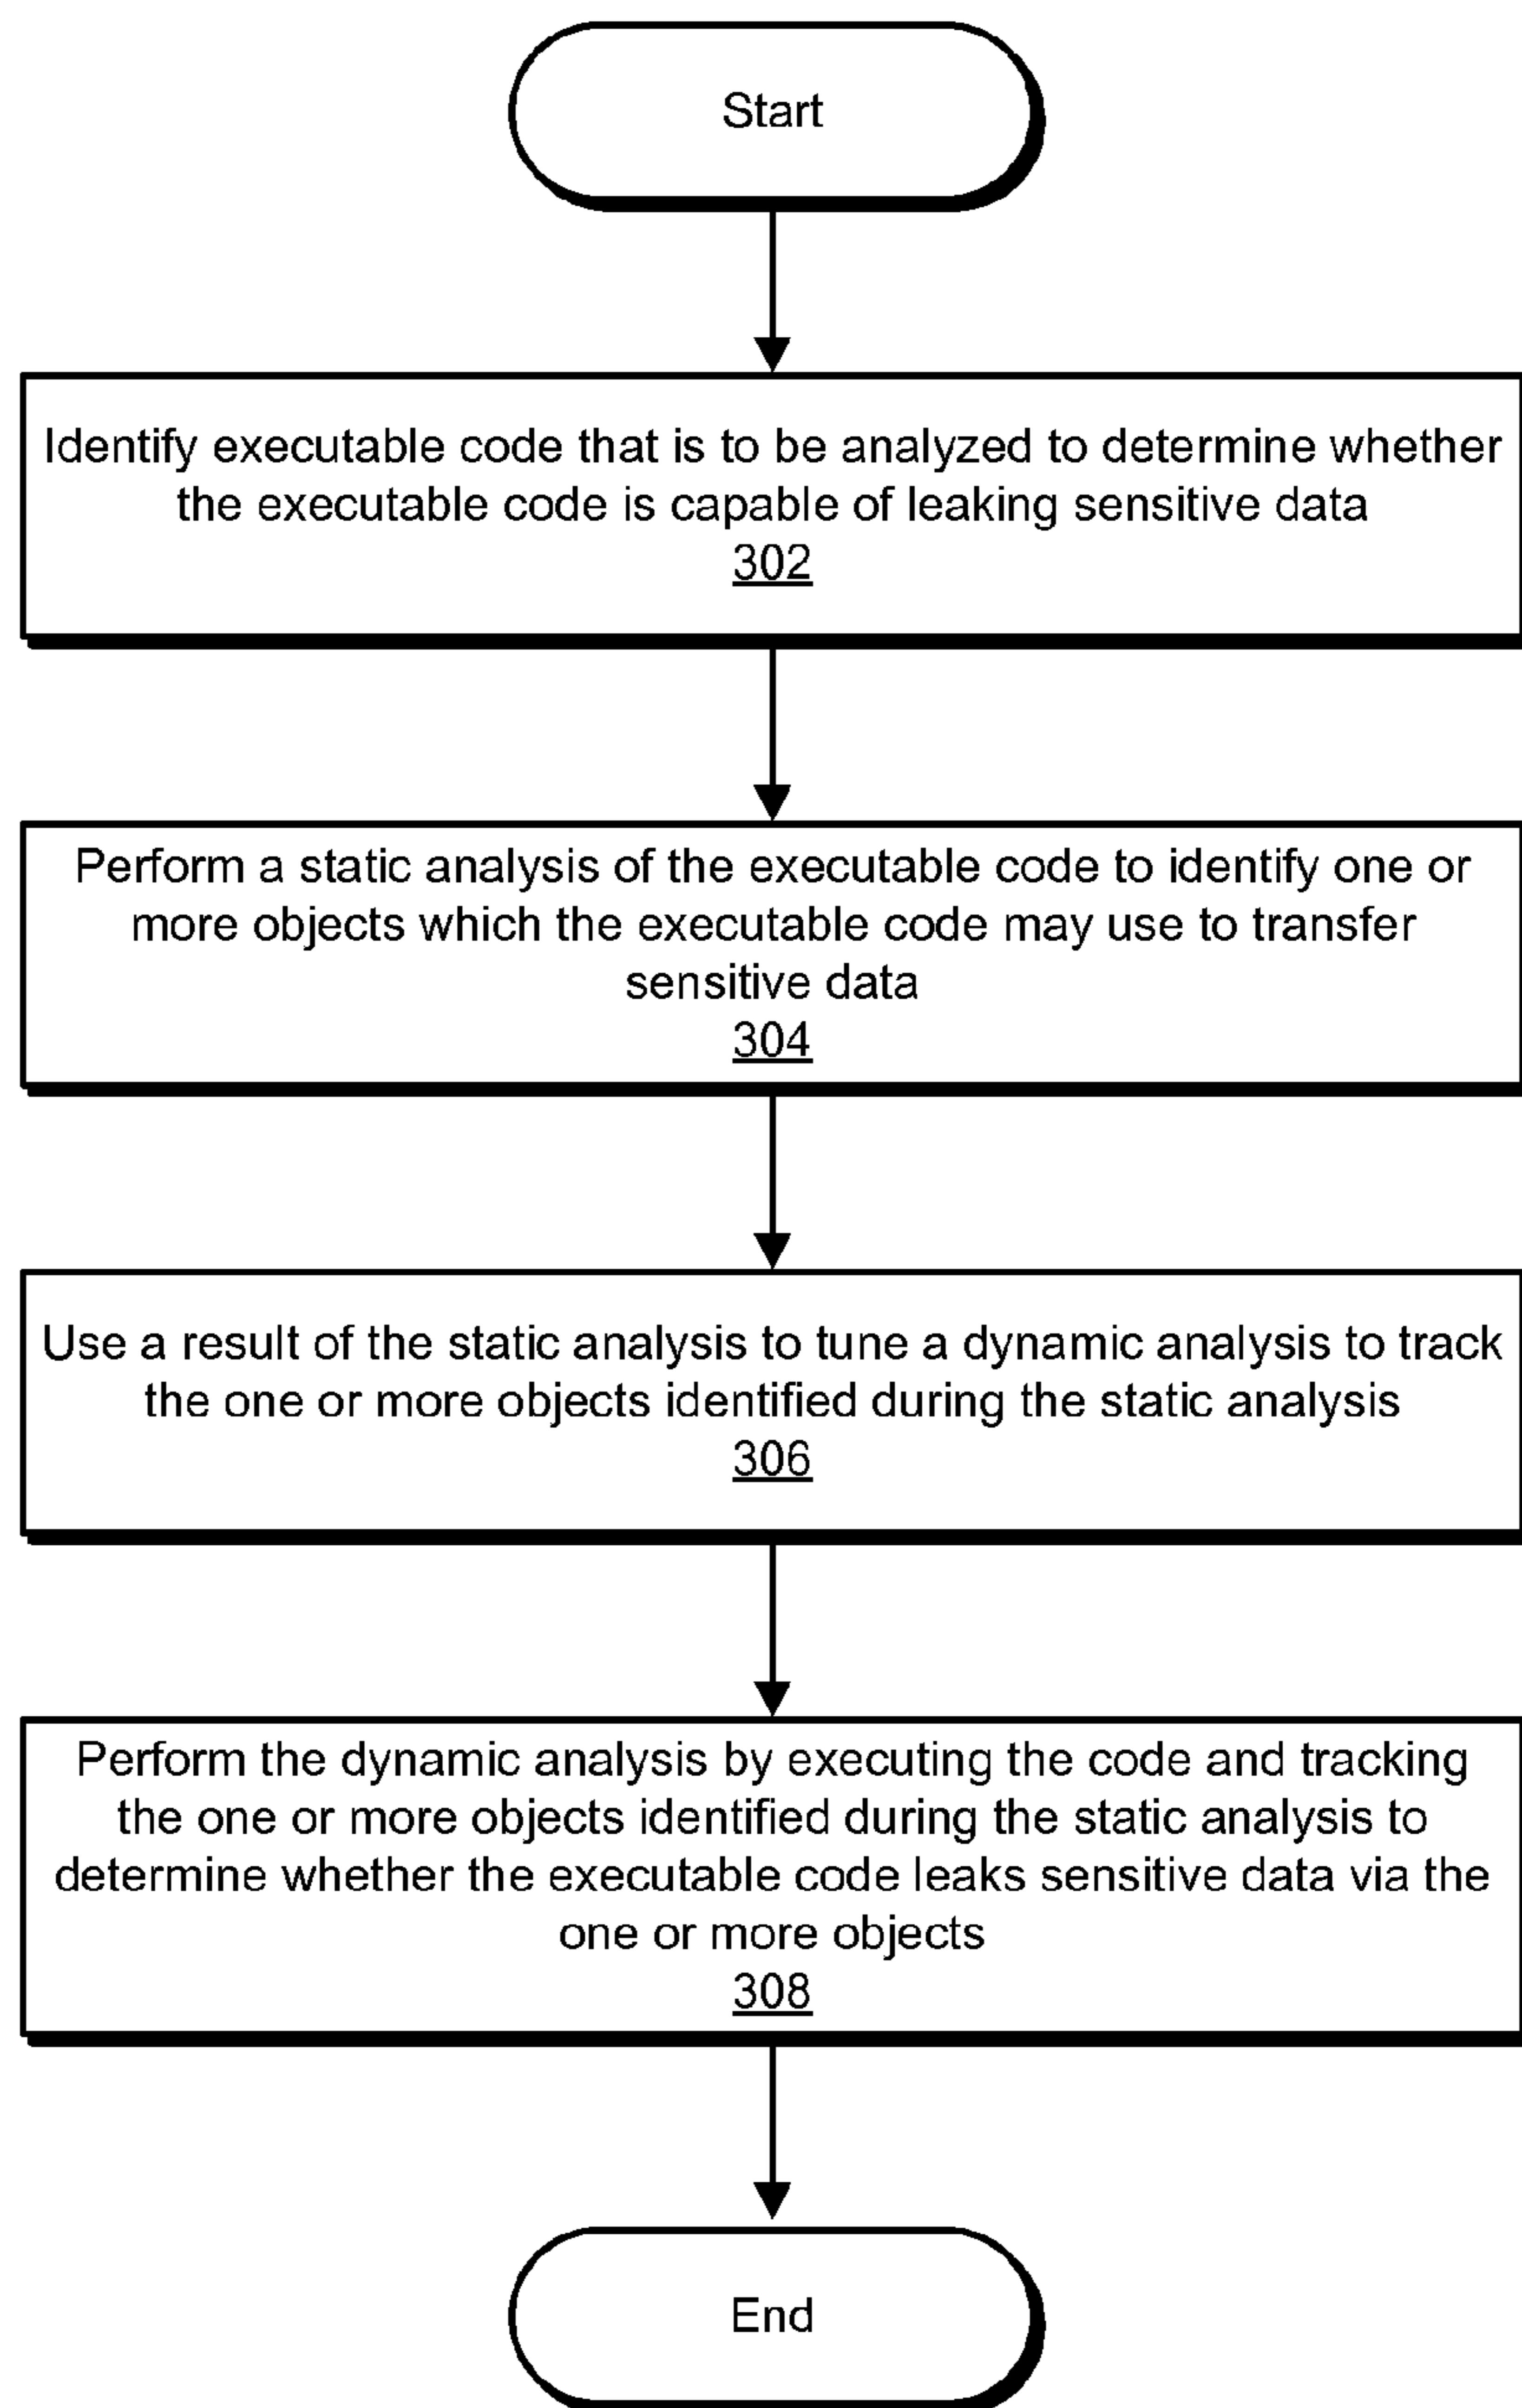 Start
Identify executable code that is to be analyzed to determine whether
the executable code is capable of leaking sensitive data
302
Perform a static analysis of the executable code to identify one or
more objects which the executable code may use to transfer
sensitive data
304
Use a result of the static analysis to tune a dynamic analysis to track
the one or more objects identified during the static analysis
306
Perform the dynamic analysis by executing the code and tracking
the one or more objects identified during the static analysis to
determine whether the executable code leaks sensitive data via the
one or more objects
308
End